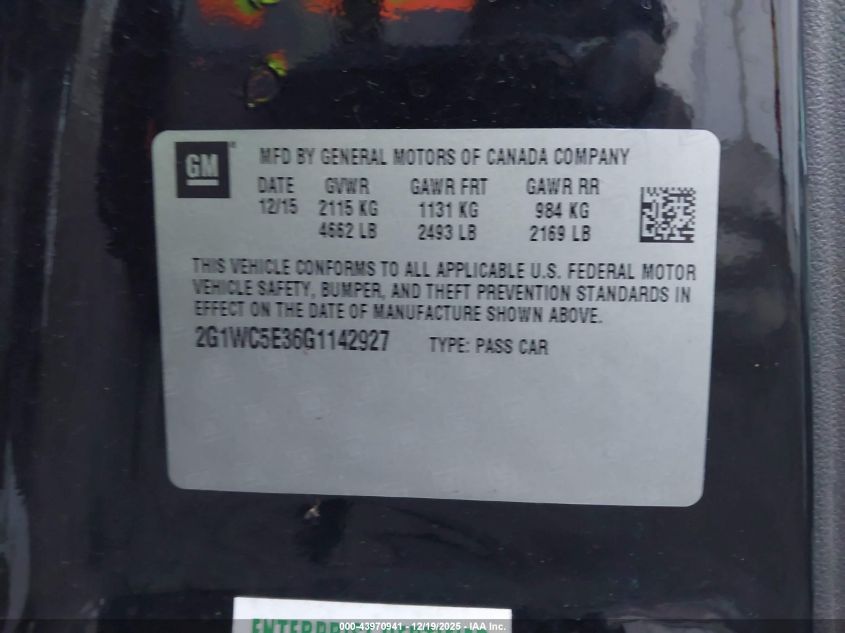 GM
MFD BY GENERAL MOTORS OF CANADA COMPANY
DATE GVWR GAWR FRT GAWR RR
12/15 2115 KG 1131 KG 984 KG
4662 LB 2493 LB 2169 LB
THIS VEHICLE CONFORMS TO ALL APPLICABLE U.S. FEDERAL MOTOR
VEHICLE SAFETY, BUMPER, AND THEFT PREVENTION STANDARDS IN
EFFECT ON THE DATE OF MANUFACTURE SHOWN ABOVE.
2G1WC5E36G1142927 TYPE: PASS CAR
000-43970941 - 12/19/2025 - IAA Inc.